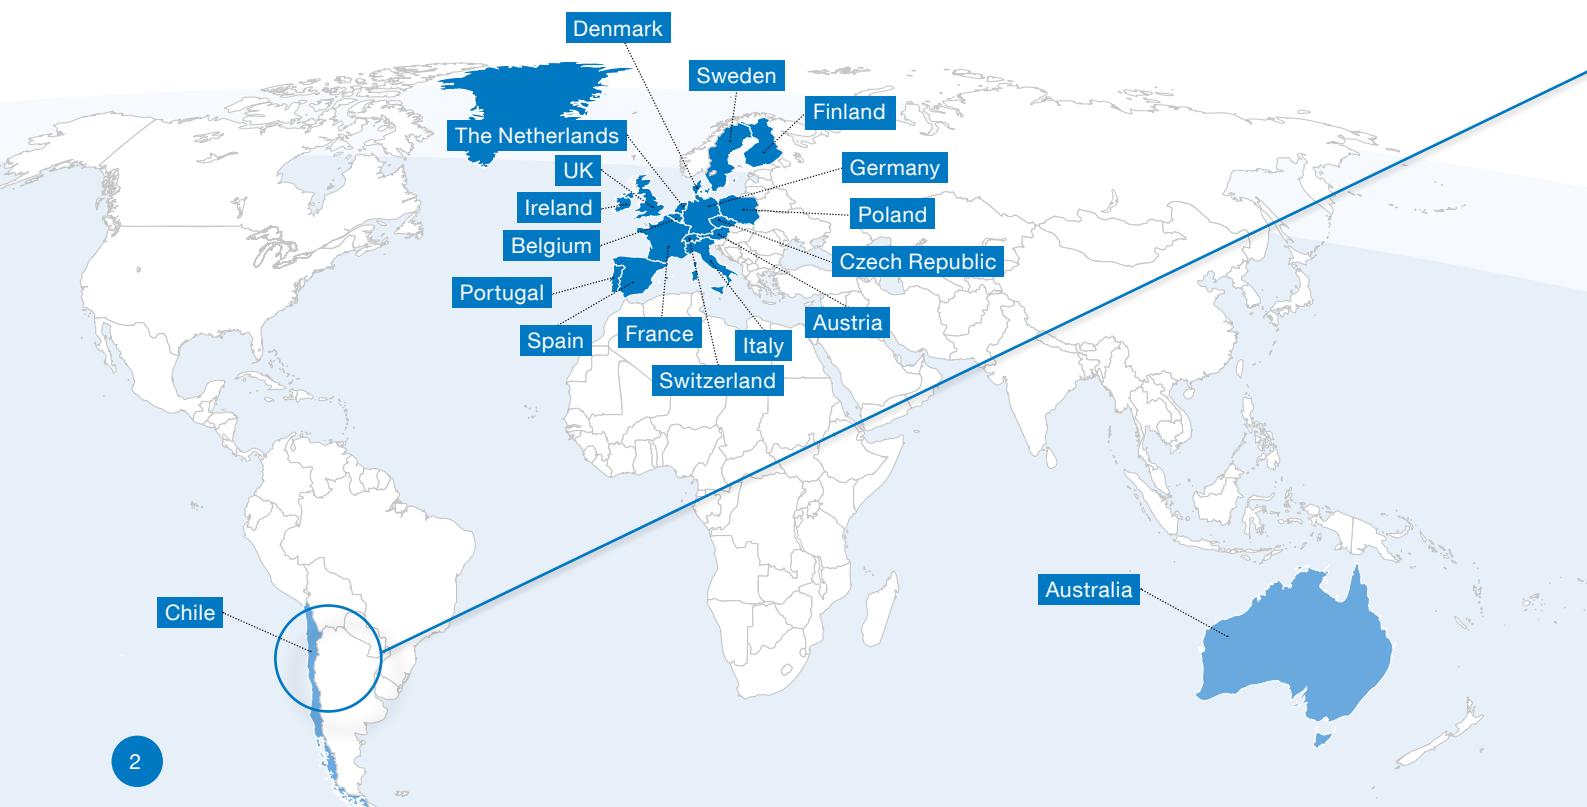 Denmark
Sweden
Finland
The Netherlands
UK
Germany
Ireland
Poland
Belgium
Czech Republic
Portugal
Austria
Spain
France
Italy
Switzerland
Australia
Chile
2